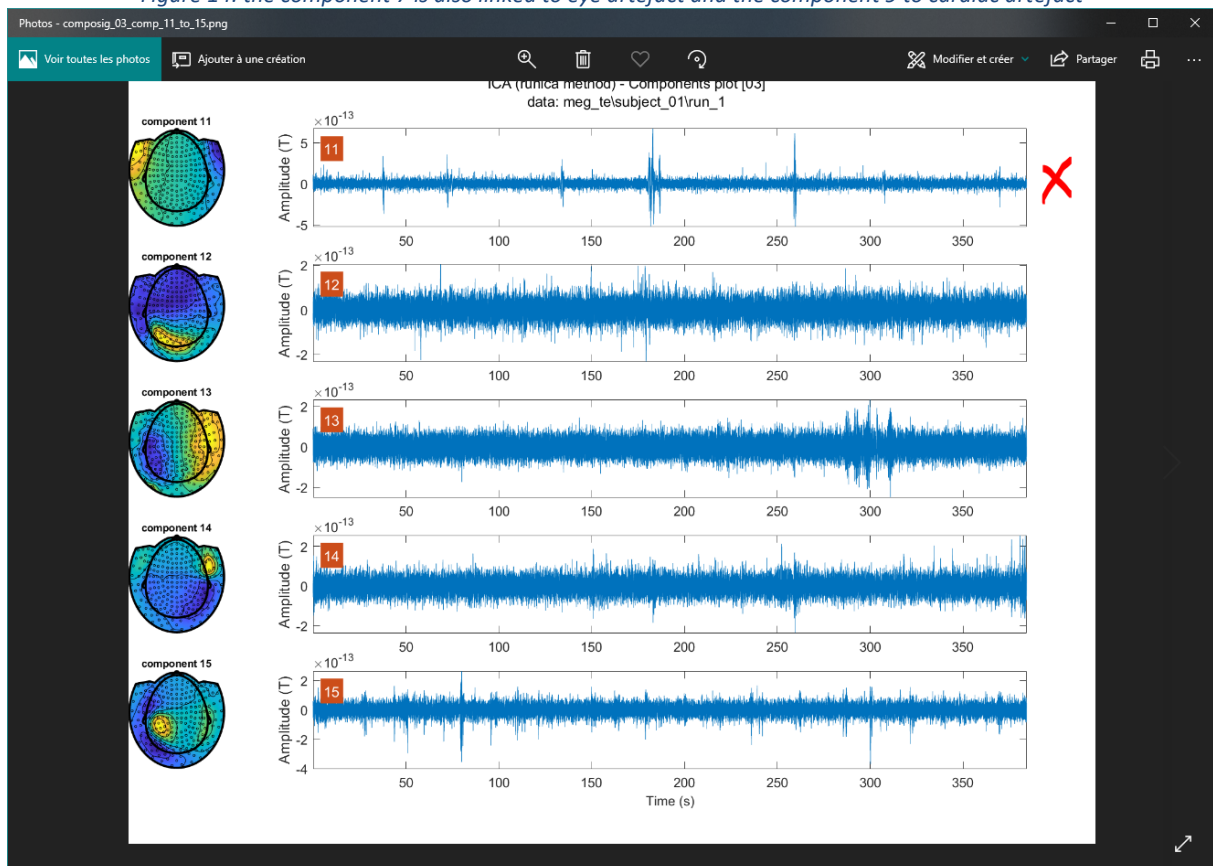 Figure 14: the component 7 is also linked to eye artefact and the component 9 to cardiac artefact
Photos - composig_03_comp_11_to_15.png
Voir toutes les photos
Ajouter à une création
Modifier et créer
Partager
ICA (runica method) - Components plot [03]
data: meg_te\subject_01\run_1
component 11
×10-13
11
Amplitude (T)
5
0
-5
50 100 150 200 250 300 350
component 12
×10-13
12
Amplitude (T)
2
0
-2
50 100 150 200 250 300 350
component 13
×10-13
13
Amplitude (T)
2
0
-2
50 100 150 200 250 300 350
component 14
×10-13
14
Amplitude (T)
2
0
-2
50 100 150 200 250 300 350
component 15
×10-13
15
Amplitude (T)
2
0
-2
-4
50 100 150 200 250 300 350
Time (s)